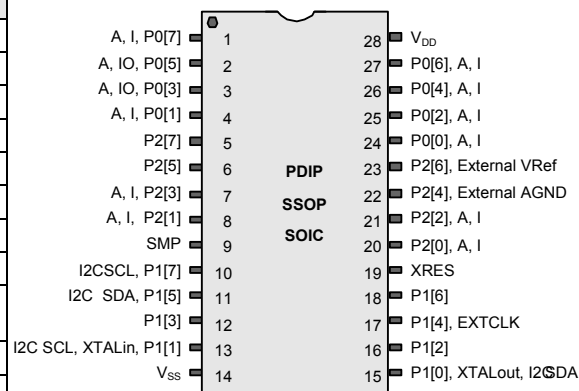 A, I, P0[7] 1
A, IO, P0[5] 2
A, IO, P0[3] 3
A, I, P0[1] 4
P2[7] 5
P2[5] 6
A, I, P2[3] 7
A, I, P2[1] 8
SMP 9
I2CSCL, P1[7] 10
I2C SDA, P1[5] 11
P1[3] 12
I2C SCL, XTALin, P1[1] 13
Vss 14
PDIP
SSOP
SOIC
28 VDD
27 P0[6], A, I
26 P0[4], A, I
25 P0[2], A, I
24 P0[0], A, I
23 P2[6], External VRef
22 P2[4], External AGND
21 P2[2], A, I
20 P2[0], A, I
19 XRES
18 P1[6]
17 P1[4], EXTCLK
16 P1[2]
15 P1[0], XTALout, I2CSDA